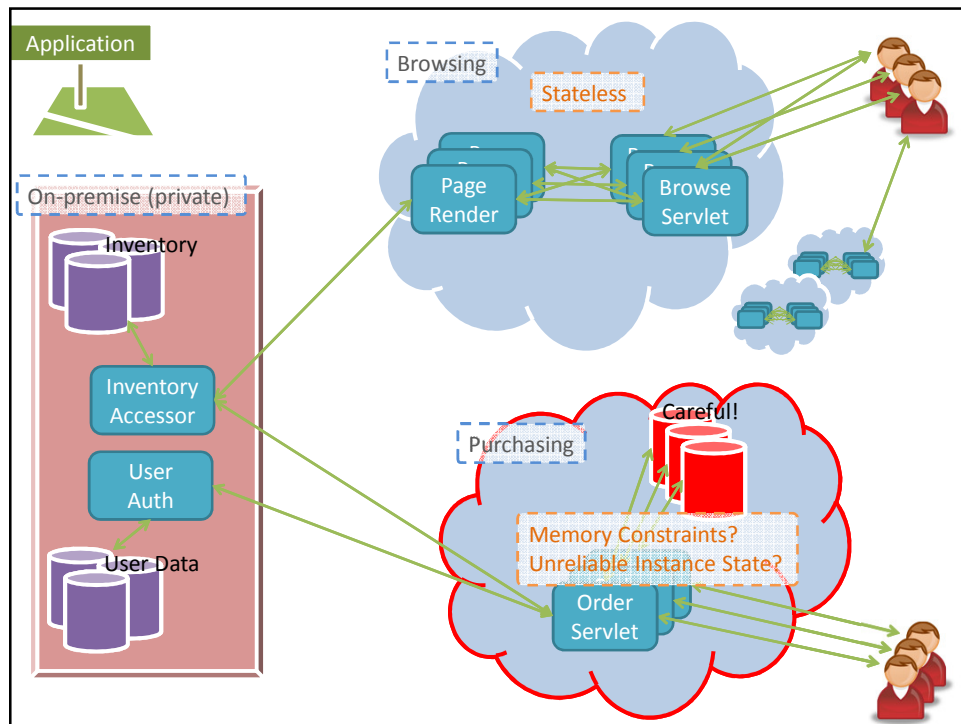 Application
Browsing
Stateless
Page
Render
Browse
Servlet
On-premise (private)
Inventory
Inventory
Accessor
User
Auth
User Data
Careful!
Purchasing
Memory Constraints?
Unreliable Instance State?
Order
Servlet